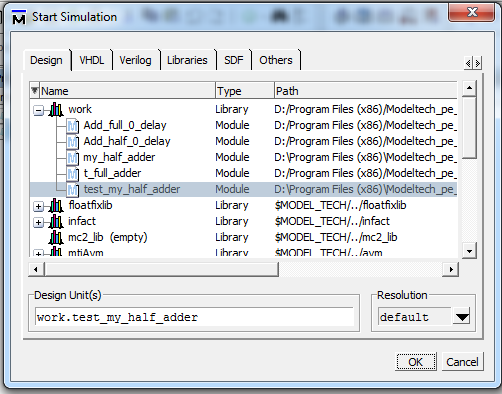 Start Simulation
Design VHDL Verilog Libraries SDF Others
Name Type Path
work Library D:/Program Files (x86)/Modeltech_pe_
Add_full_0_delay Module D:/Program Files (x86)/Modeltech_pe_
Add_half_0_delay Module D:/Program Files (x86)/Modeltech_pe_
my_half_adder Module D:\Program Files (x86)\Modeltech_pe_
t_full_adder Module D:/Program Files (x86)/Modeltech_pe_
test_my_half_adder Module D:\Program Files (x86)\Modeltech_pe_
floatfixlib Library $MODEL_TECH/../floatfixlib
infact Library $MODEL_TECH/../infact
mc2_lib (empty) Library $MODEL_TECH/../mc2_lib
mtiAvm Library $MODEL_TECH/../avm
Design Unit(s) Resolution
work.test_my_half_adder default
OK Cancel